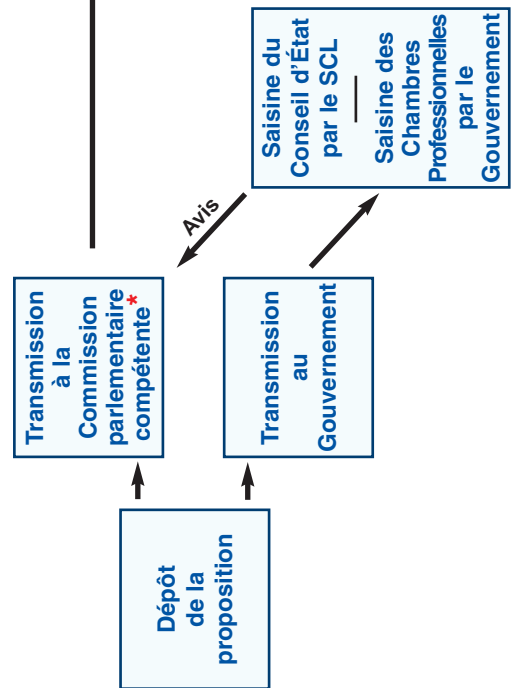 Dépôt
de la
proposition
Transmission
à la
Commission
parlementaire
compétente*
Transmission
au
Gouvernement
Avis
Saisine du
Conseil d'État
par le SCL
Saisine des
Chambres
Professionnelles
par le
Gouvernement